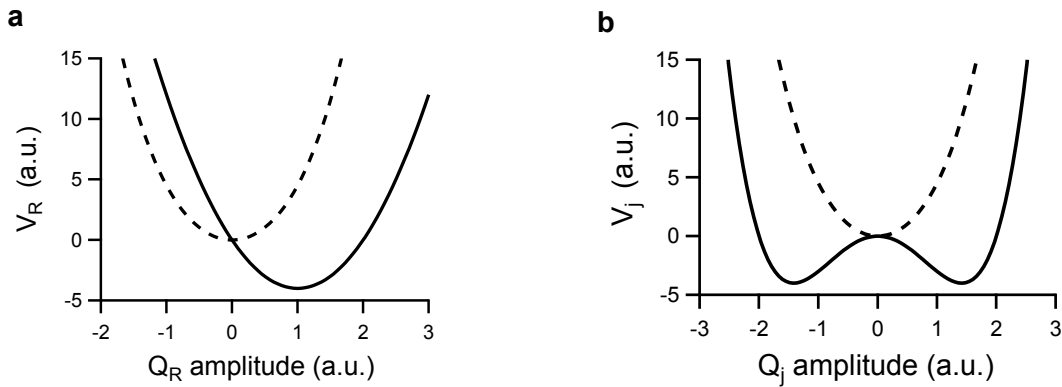 a
15
10
5
0
-5
V_R (a.u.)
-2 -1 0 1 2 3
Q_R amplitude (a.u.)
b
15
10
5
0
-5
V_j (a.u.)
-3 -2 -1 0 1 2 3
Q_j amplitude (a.u.)